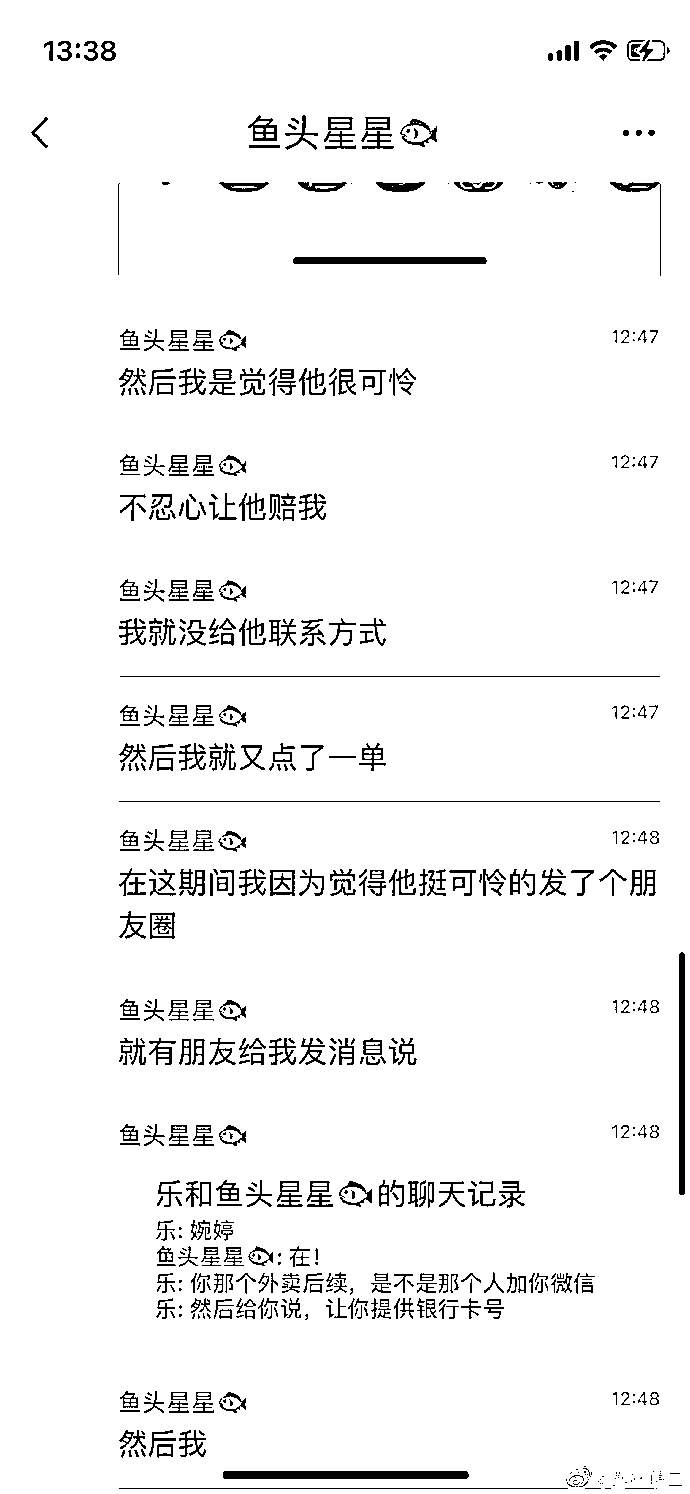 13:38
鱼头星星🐟
鱼头星星🐟 12:47
然后我是觉得他很可怜
鱼头星星🐟 12:47
不忍心让他赔我
鱼头星星🐟 12:47
我就没给他联系方式
鱼头星星🐟 12:47
然后我就又点了一单
鱼头星星🐟 12:48
在这期间我因为觉得他挺可怜的发了个朋
友圈
鱼头星星🐟 12:48
就有朋友给我发消息说
鱼头星星🐟 12:48
乐和鱼头星星🐟的聊天记录
乐: 婉婷
鱼头星星🐟: 在!
乐: 你那个外卖后续，是不是那个人加你微信
乐: 然后给你说，让你提供银行卡号
鱼头星星🐟 12:48
然后我